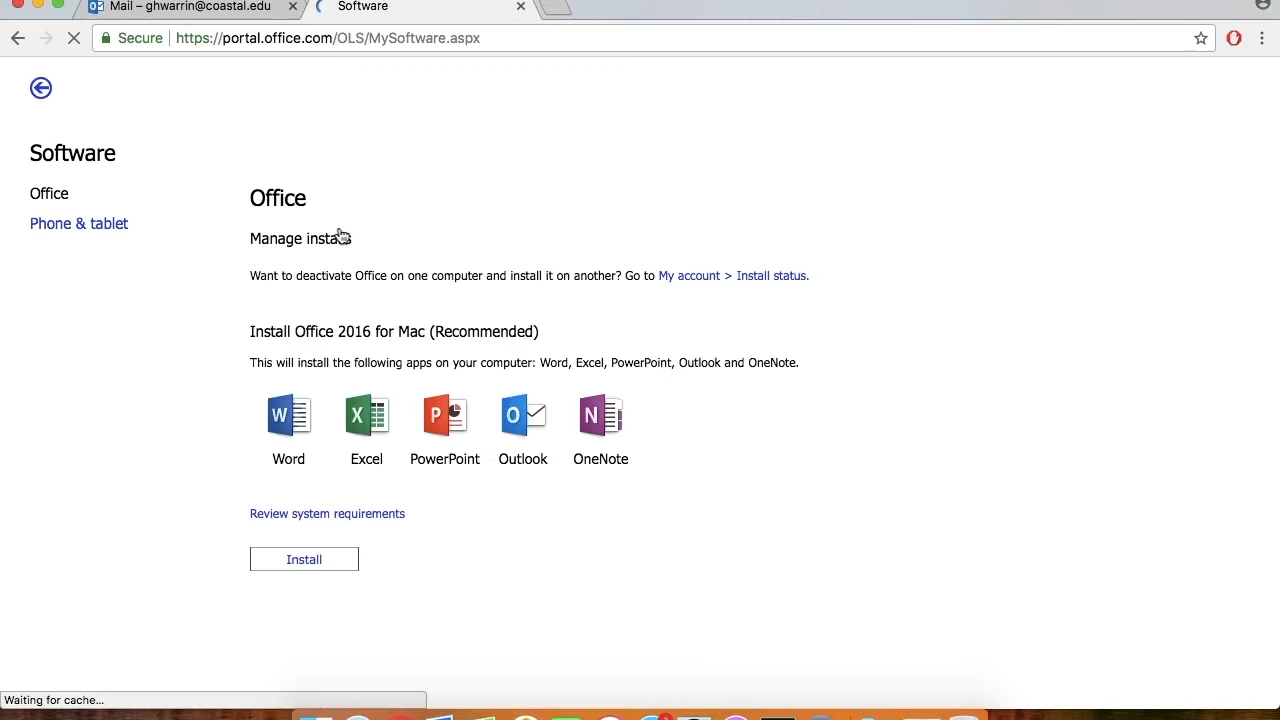 Mail – ghwarrin@coastal.edu
Software
Secure
https://portal.office.com/OLS/MySoftware.aspx
Software
Office
Phone & tablet
Office
Manage installs
Want to deactivate Office on one computer and install it on another? Go to My account > Install status.
Install Office 2016 for Mac (Recommended)
This will install the following apps on your computer: Word, Excel, PowerPoint, Outlook and OneNote.
W X P O N
Word Excel PowerPoint Outlook OneNote
Review system requirements
Install
Waiting for cache...